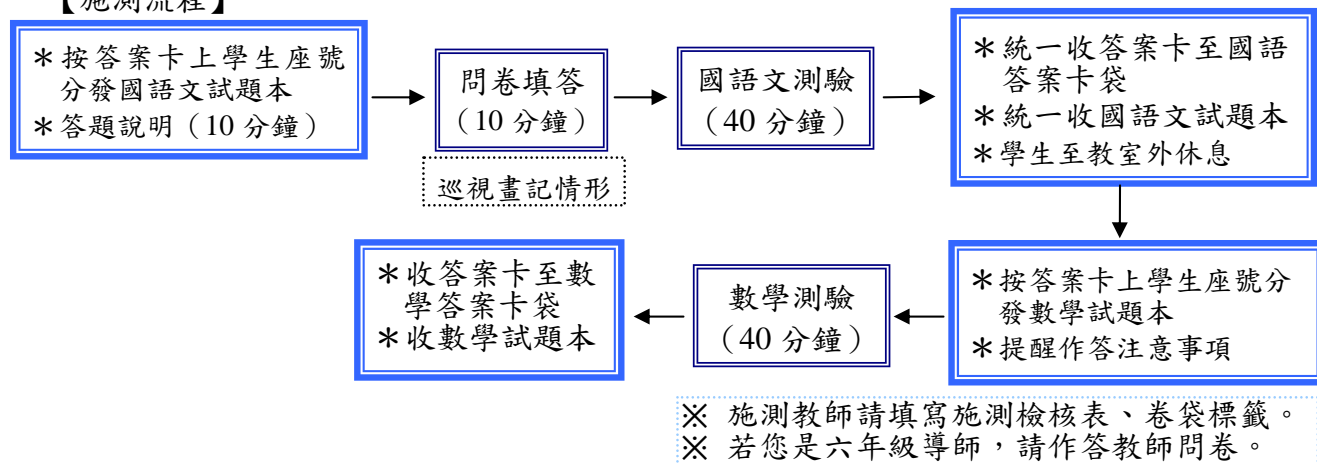 【施測流程】
＊按答案卡上學生座號
分發國語文試題本
＊答題說明（10 分鐘）
問卷填答
（10 分鐘）
巡視畫記情形
國語文測驗
（40 分鐘）
＊統一收答案卡至國語
答案卡袋
＊統一收國語文試題本
＊學生至教室外休息
＊按答案卡上學生座號分
發數學試題本
＊提醒作答注意事項
數學測驗
（40 分鐘）
＊收答案卡至數
學答案卡袋
＊收數學試題本
※ 施測教師請填寫施測檢核表、卷袋標籤。
※ 若您是六年級導師，請作答教師問卷。